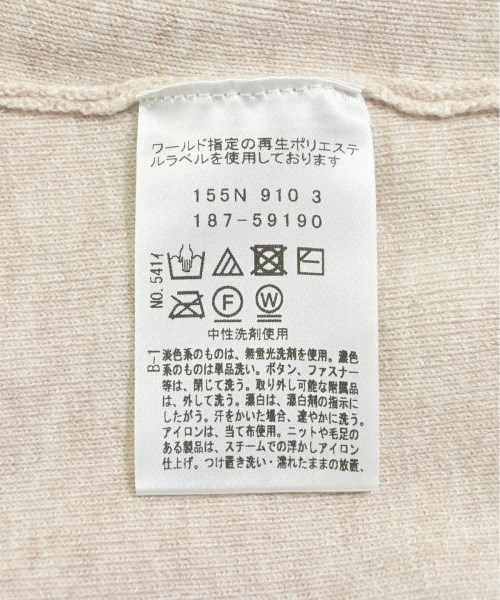 ワールド指定の再生ポリエステ
ルラベルを使用しております
155N 910 3
187-59190
NO. 541イ
F
W
中性洗剤使用
B-1
淡色系のものは、無蛍光洗剤を使用。濃色
系のものは単品洗い。ボタン、ファスナー
等は、閉じて洗う。取り外し可能な附属品
は、外して洗う。漂白は、漂白剤の指示に
したがう。汗をかいた場合、速やかに洗う。
アイロンは、当て布使用。ニットや毛足の
ある製品は、スチームでの浮かしアイロン
仕上げ。つけ置き洗い・濡れたままの放置、